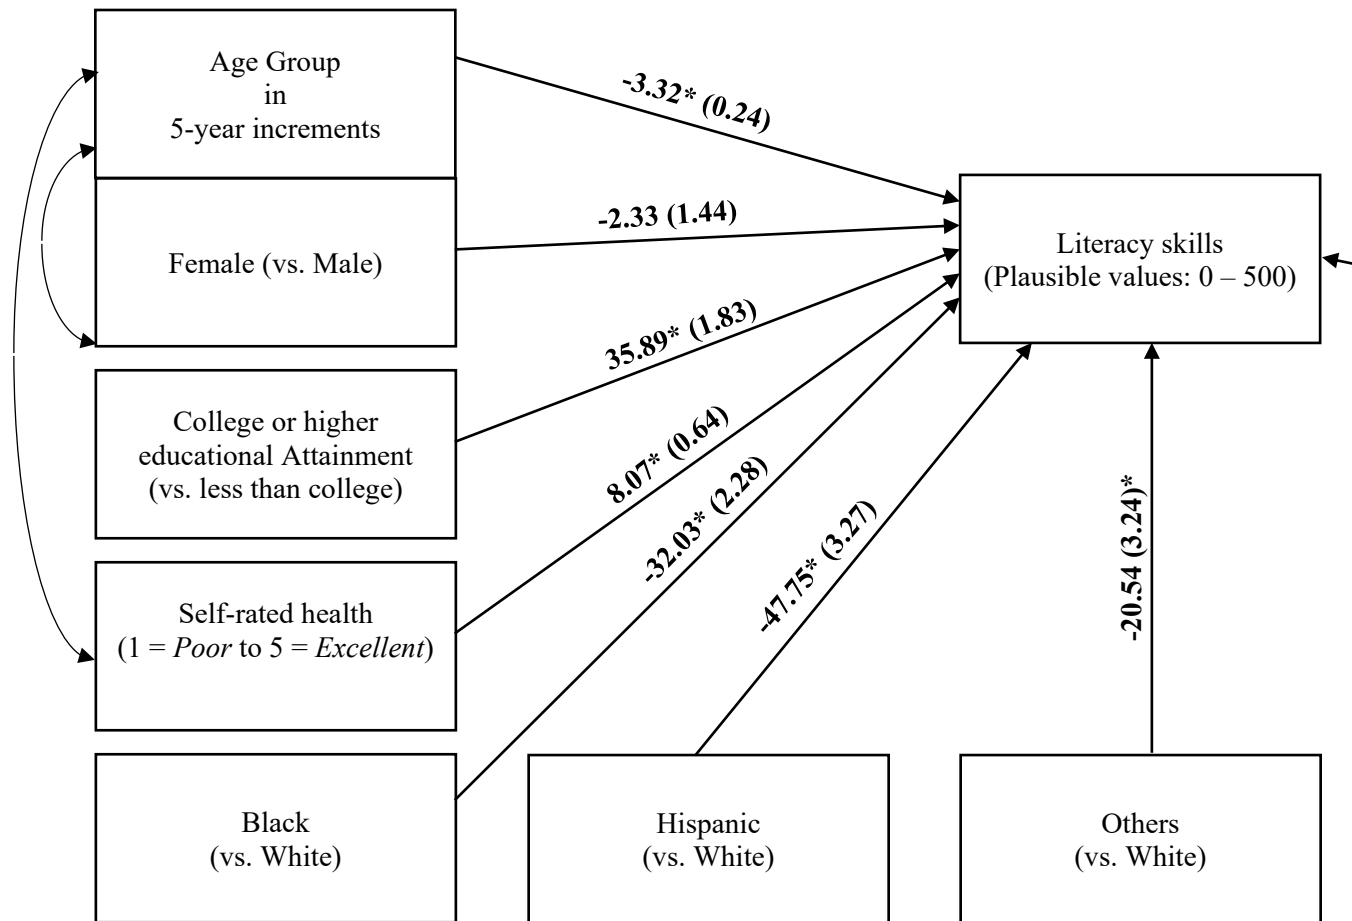 Age Group
in
5-year increments
-3.32* (0.24)
Female (vs. Male)
-2.33 (1.44)
Literacy skills
(Plausible values: 0 – 500)
College or higher
educational Attainment
(vs. less than college)
35.89* (1.83)
Self-rated health
(1 = Poor to 5 = Excellent)
8.07* (0.64)
-32.03* (2.28)
-47.75* (3.27)
-20.54 (3.24)*
Black
(vs. White)
Hispanic
(vs. White)
Others
(vs. White)